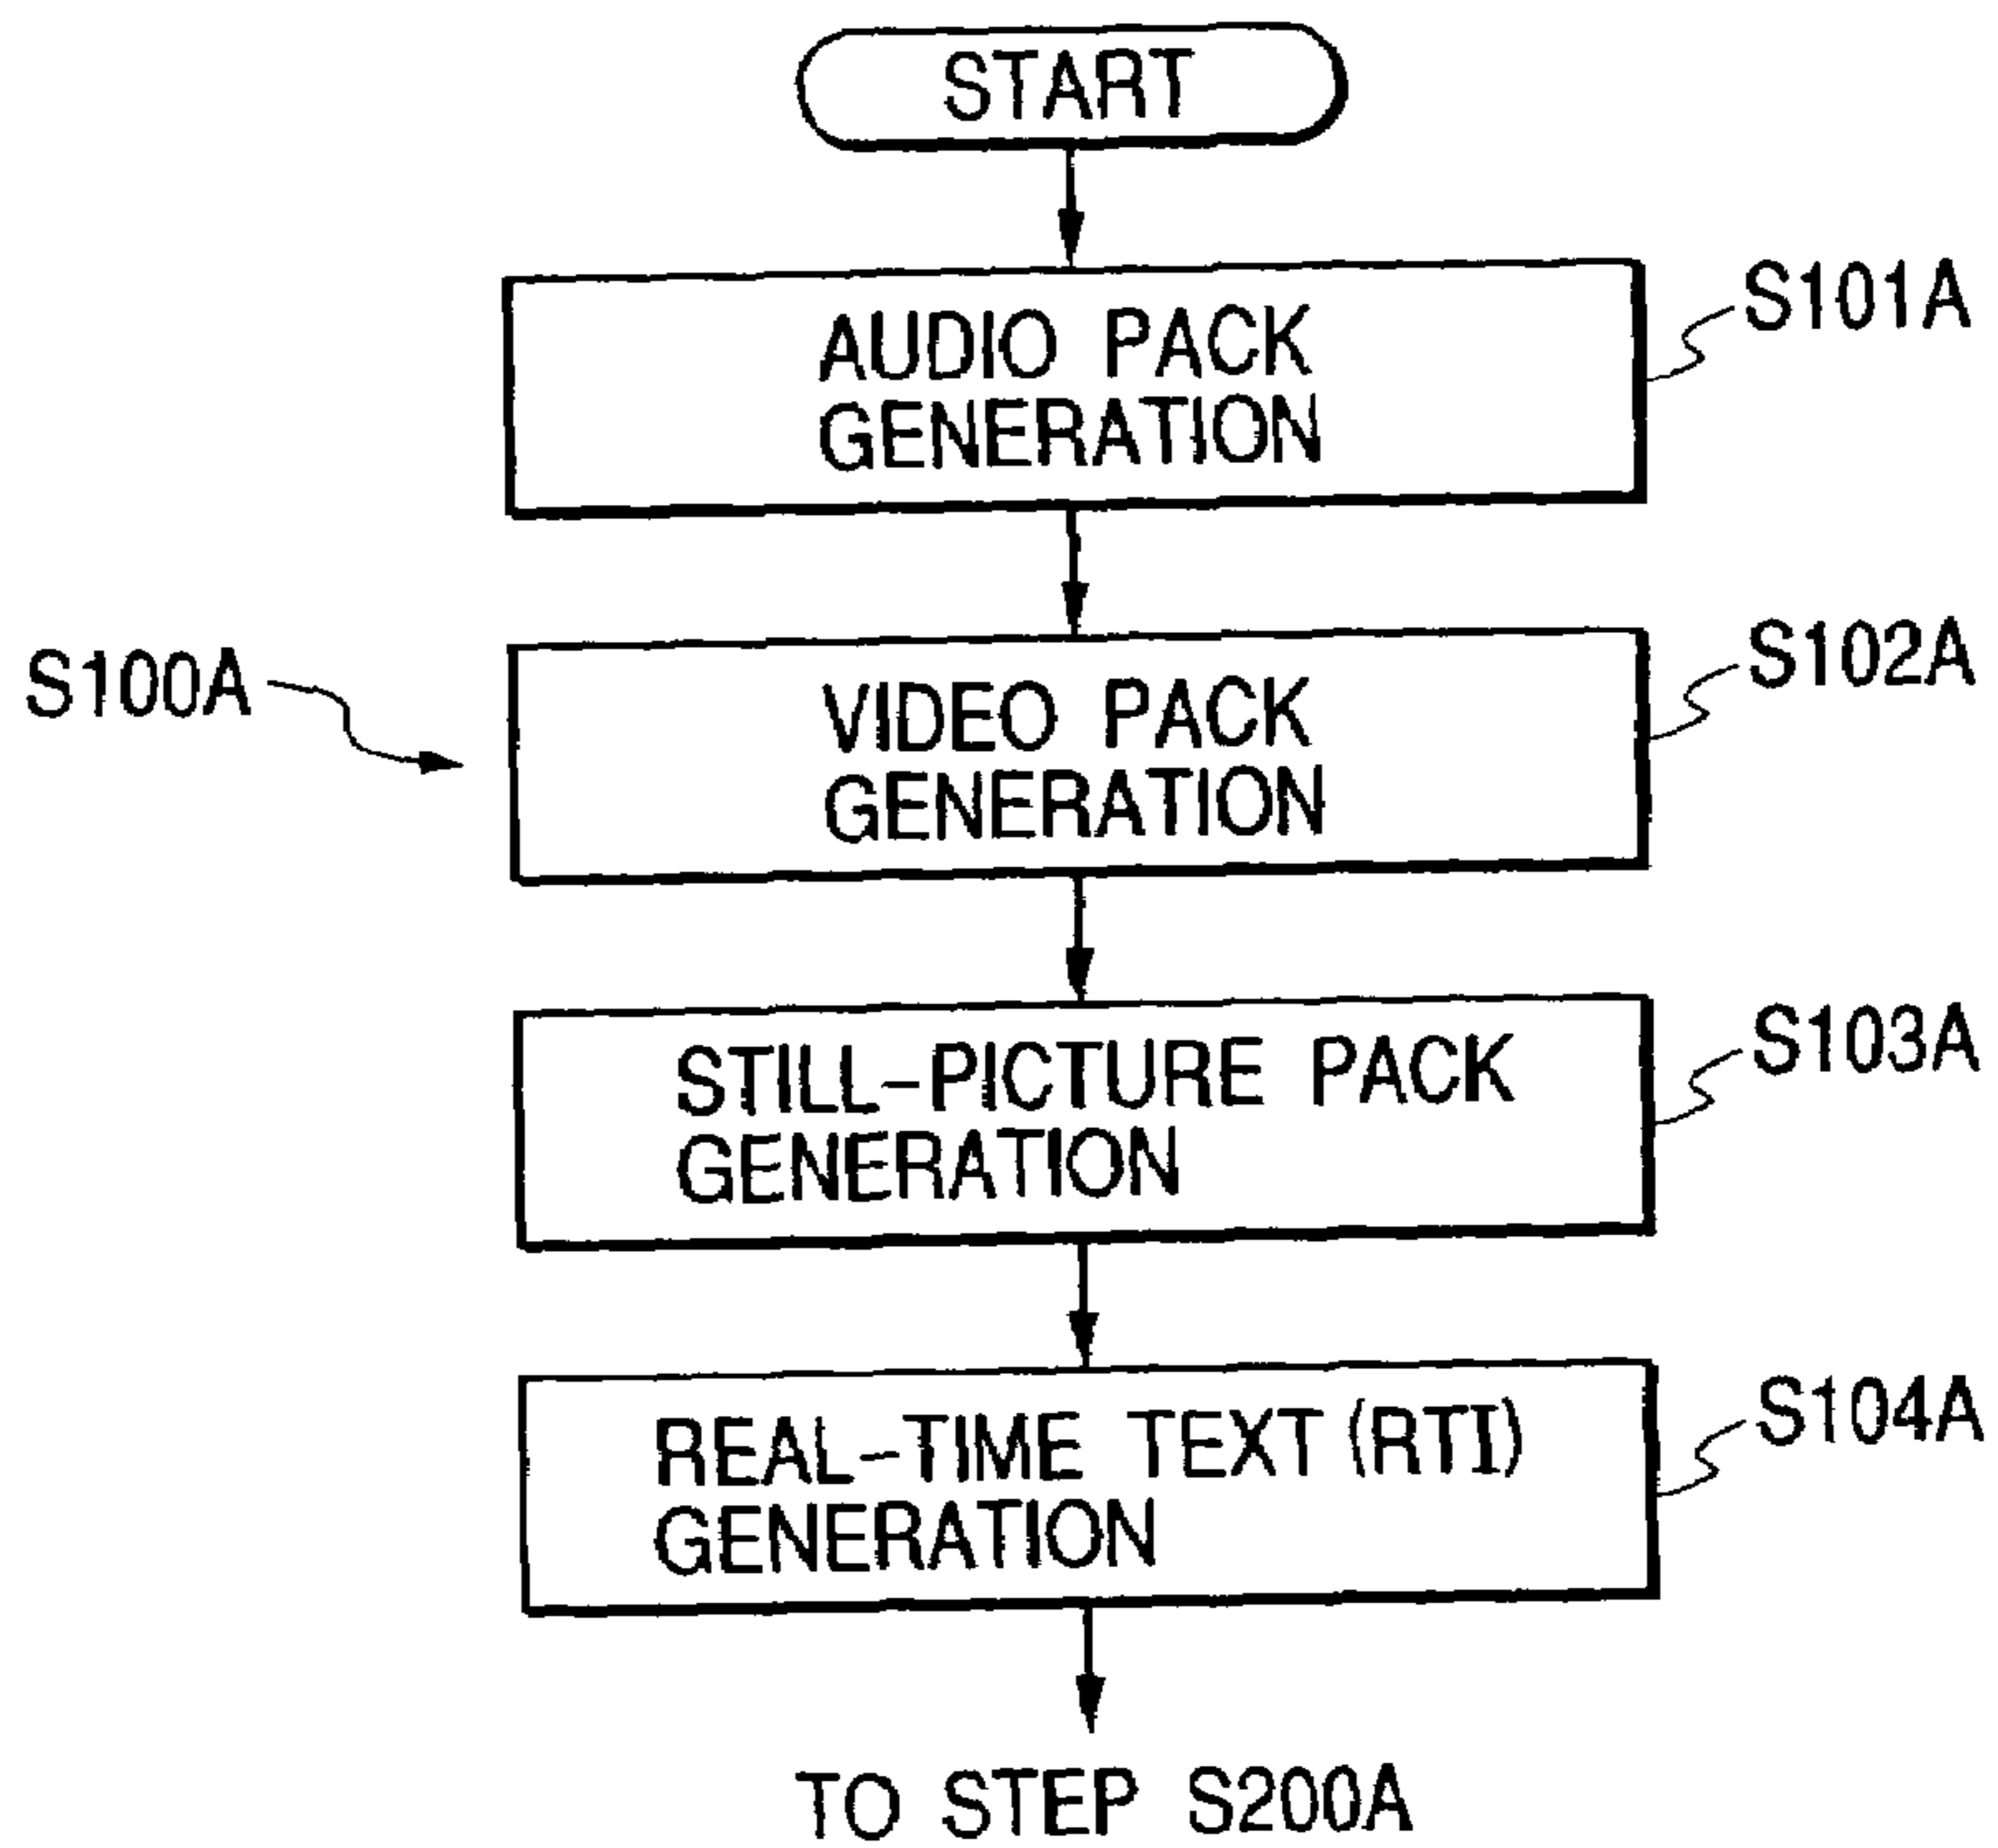 START
AUDIO PACK
GENERATION
S101A
S100A
VIDEO PACK
GENERATION
S102A
STILL-PICTURE PACK
GENERATION
S103A
REAL-TIME TEXT (RTI)
GENERATION
S104A
TO STEP S200A